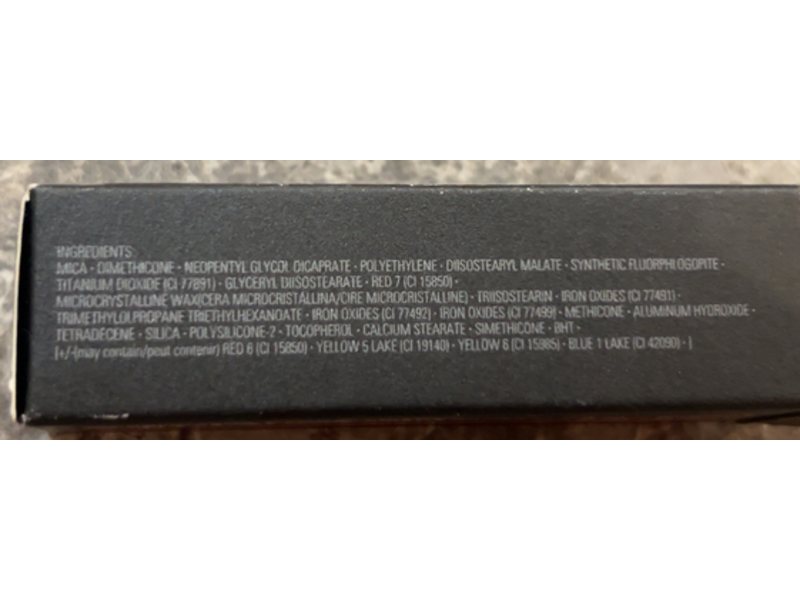 INGREDIENTS:
MICA · DIMETHICONE · NEOPENTYL GLYCOL DICAPRATE · POLYETHYLENE · DIISOSTEARYL MALATE · SYNTHETIC FLUORPHLOGOPITE ·
TITANIUM DIOXIDE (CI 77891) · GLYCERYL DIISOSTEARATE · RED 7 (CI 15850) ·
MICROCRYSTALLINE WAX(CERA MICROCRISTALLINA/CIRE MICROCRISTALLINE) · TRIISOSTEARIN · IRON OXIDES (CI 77491) ·
TRIMETHYLOLPROPANE TRIETHYLHEXANOATE · IRON OXIDES (CI 77492) · IRON OXIDES (CI 77499) · METHICONE · ALUMINUM HYDROXIDE ·
TETRADECENE · SILICA · POLYSILICONE-2 · TOCOPHEROL · CALCIUM STEARATE · SIMETHICONE · BHT ·
[+/-(may contain/peut contenir) RED 6 (CI 15850) · YELLOW 5 LAKE (CI 19140) · YELLOW 6 (CI 15985) · BLUE 1 LAKE (CI 42090) · ]